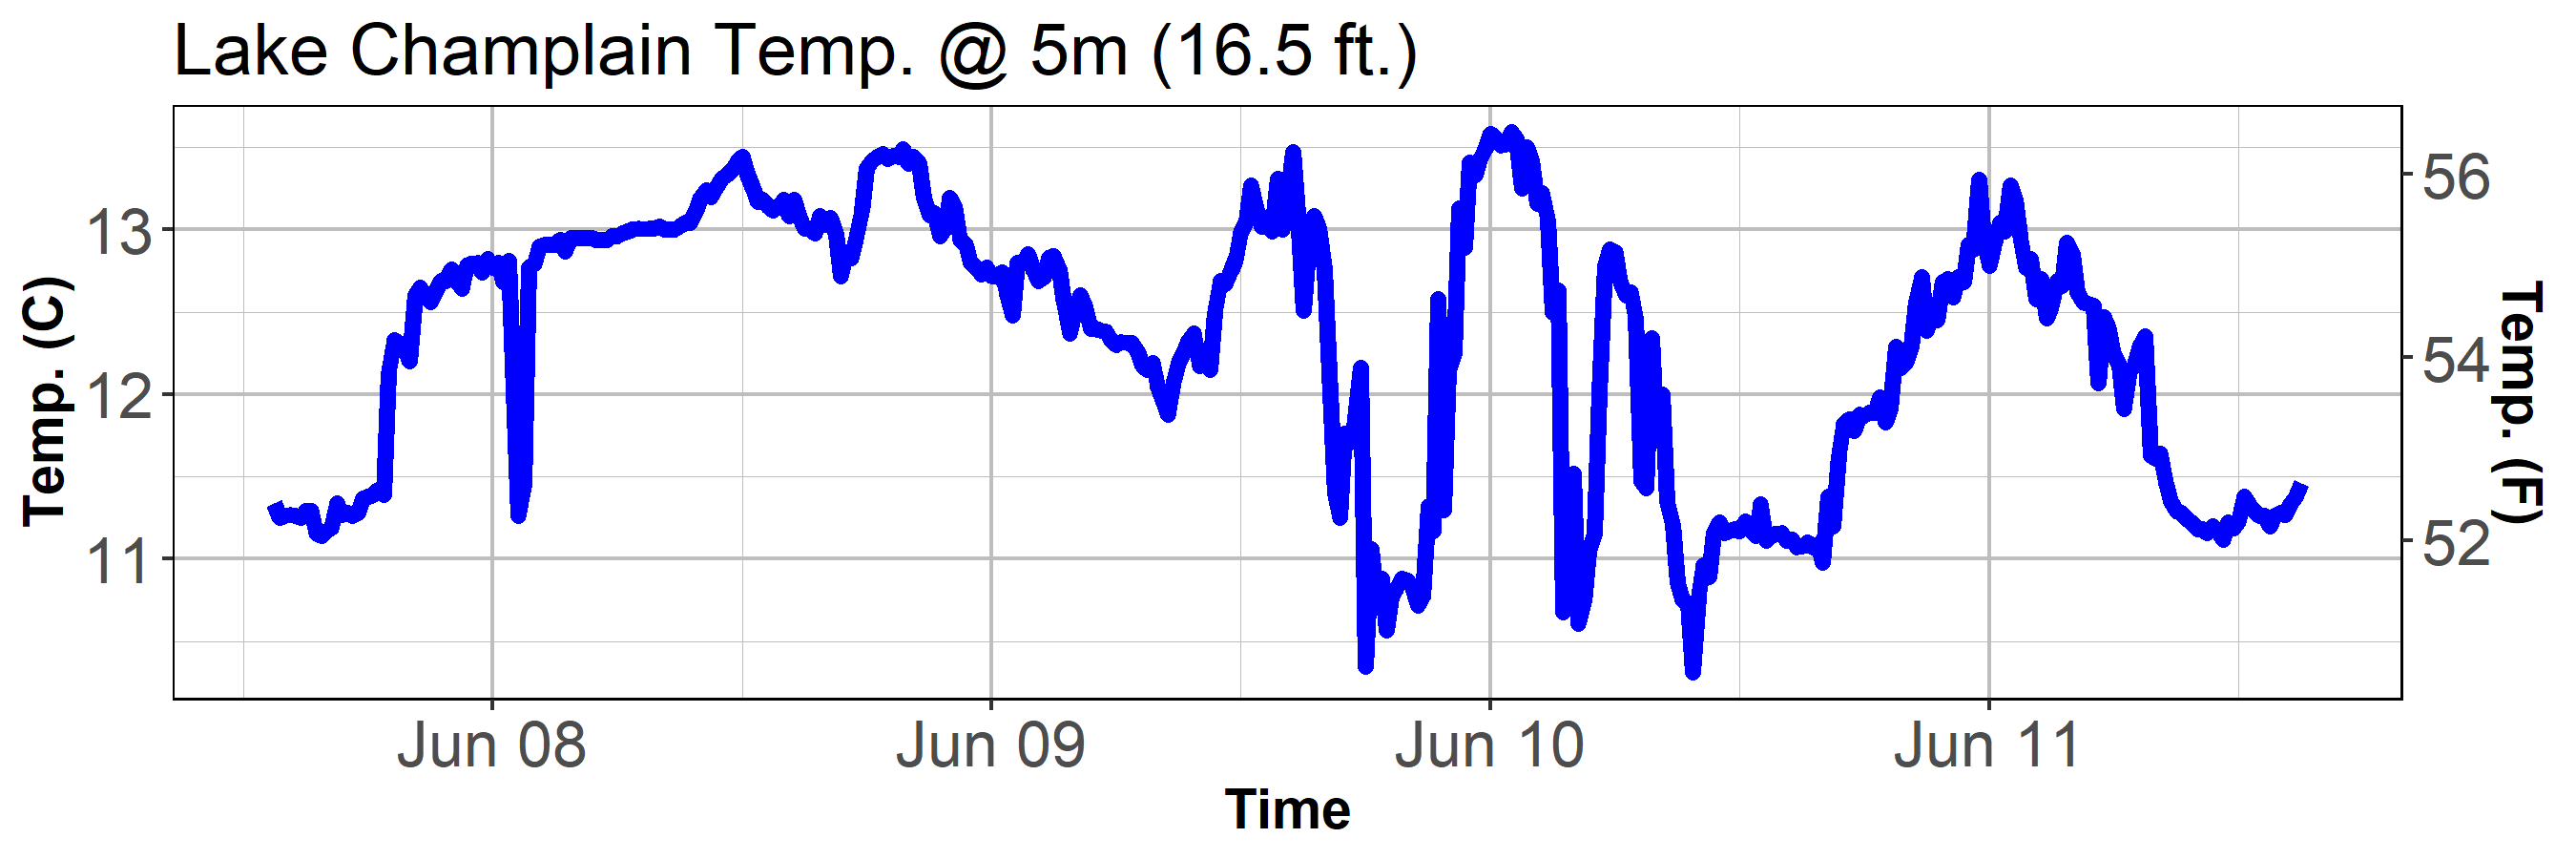 Lake Champlain Temp. @ 5m (16.5 ft.)
Temp. (C)
13
12
11
56
54
52
Temp. (F)
Jun 08 Jun 09 Jun 10 Jun 11
Time